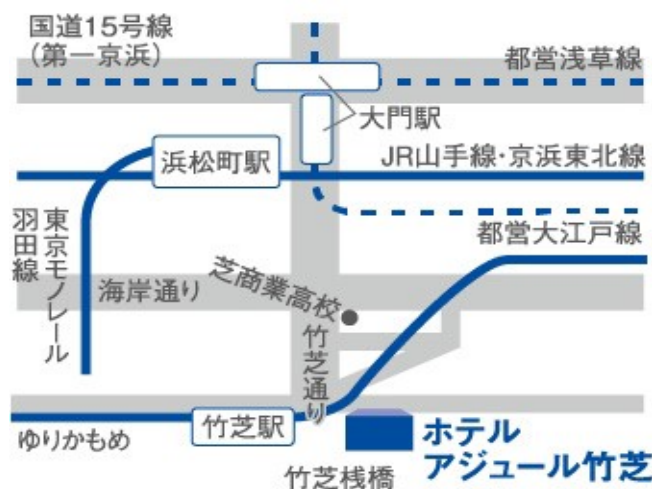 国道15号線
(第一京浜)
都営浅草線
大門駅
浜松町駅
JR山手線・京浜東北線
東京モノレール
羽田線
都営大江戸線
海岸通り
芝商業高校
竹芝通り
竹芝駅
ゆりかもめ
ホテル
アジュール竹芝
竹芝桟橋